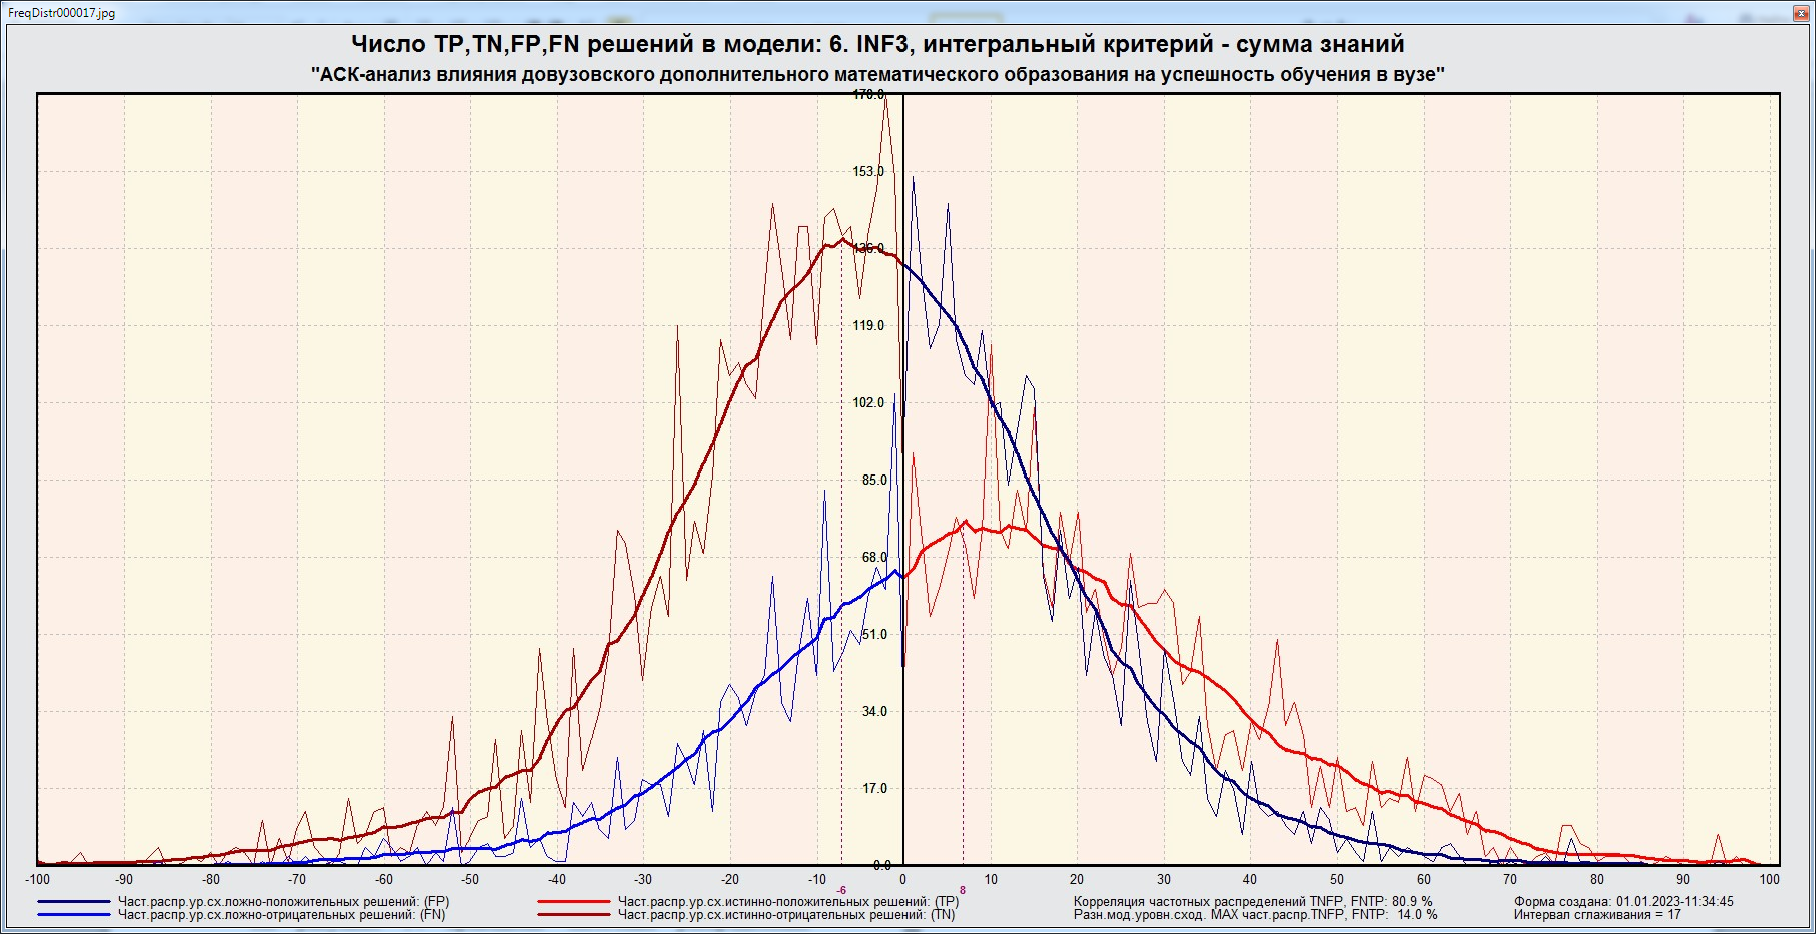 FreqDistr000017.jpg
Число TP,TN,FP,FN решений в модели: 6. INF3, интегральный критерий - сумма знаний
"АСК-анализ влияния довузовского дополнительного математического образования на успешность обучения в вузе"
170.0
153.0
136.0
119.0
102.0
85.0
68.0
51.0
34.0
17.0
0.0
-100 -90 -80 -70 -60 -50 -40 -30 -20 -10 0 10 20 30 40 50 60 70 80 90 100
-6 8
Част.распр.ур.сх.ложно-положительных решений: (FP) Част.распр.ур.сх.истинно-положительных решений: (TP) Корреляция частотных распределений TNFP, FNTP: 80.9 % Форма создана: 01.01.2023-11:34:45
Част.распр.ур.сх.ложно-отрицательных решений: (FN) Част.распр.ур.сх.истинно-отрицательных решений: (TN) Разн.мод.уровн.сход. MAX част.распр.TNFP, FNTP: 14.0 % Интервал сглаживания = 17